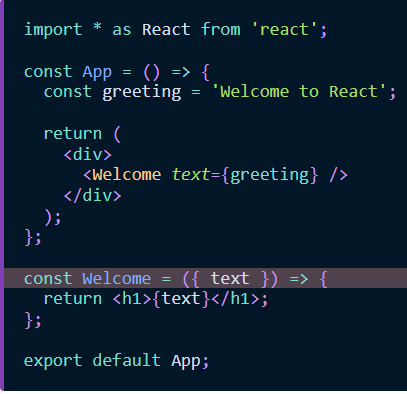 import * as React from 'react';
const App = () => {
const greeting = 'Welcome to React';
return (
<div>
<Welcome text={greeting} />
</div>
);
};
const Welcome = ({ text }) => {
return <h1>{text}</h1>;
};
export default App;